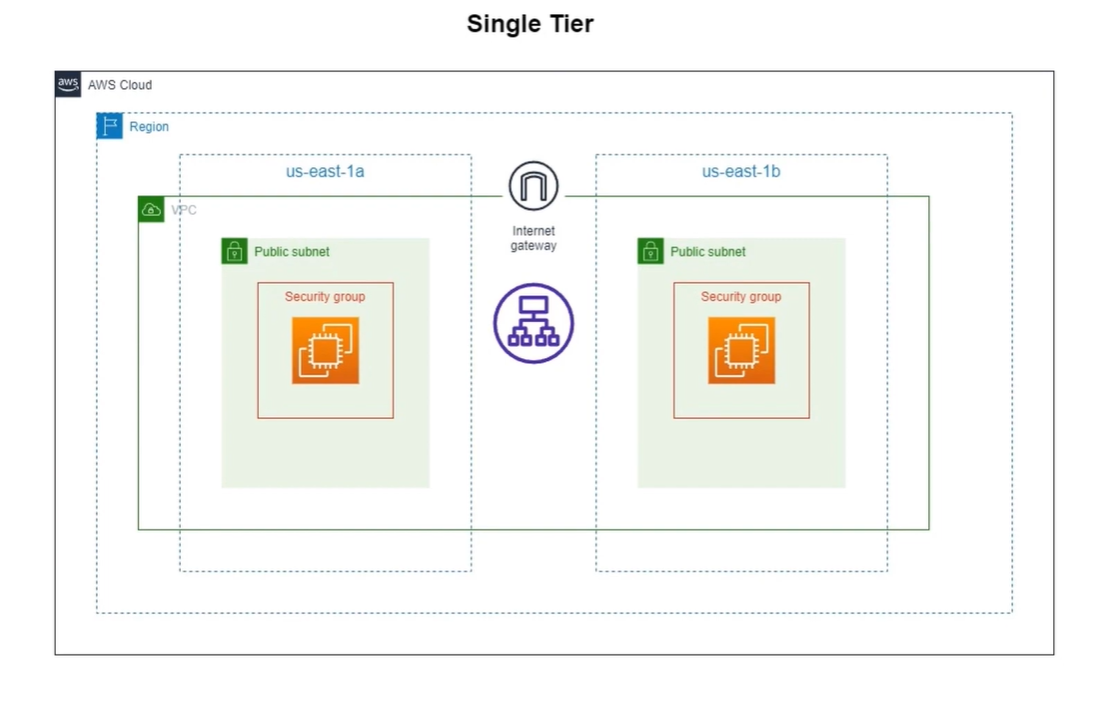 Single Tier
aws
AWS Cloud
Region
us-east-1a
us-east-1b
VPC
Internet
gateway
Public subnet
Public subnet
Security group
Security group